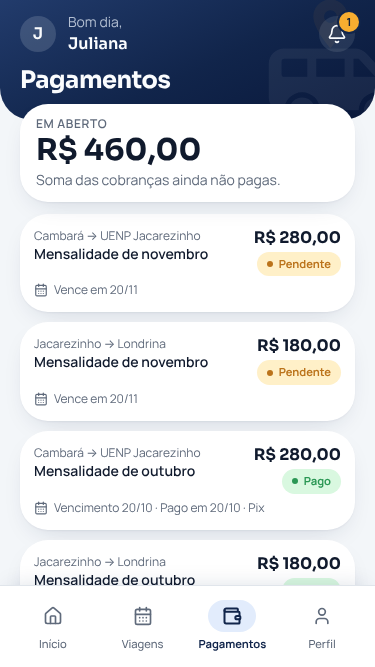 J
Bom dia,
Juliana
1
Pagamentos
EM ABERTO
R$ 460,00
Soma das cobranças ainda não pagas.
Cambará → UENP Jacarezinho
R$ 280,00
Mensalidade de novembro
Pendente
Vence em 20/11
Jacarezinho → Londrina
R$ 180,00
Mensalidade de novembro
Pendente
Vence em 20/11
Cambará → UENP Jacarezinho
R$ 280,00
Mensalidade de outubro
Pago
Vencimento 20/10 · Pago em 20/10 · Pix
Jacarezinho → Londrina
R$ 180,00
Mensalidade de outubro
Início
Viagens
Pagamentos
Perfil